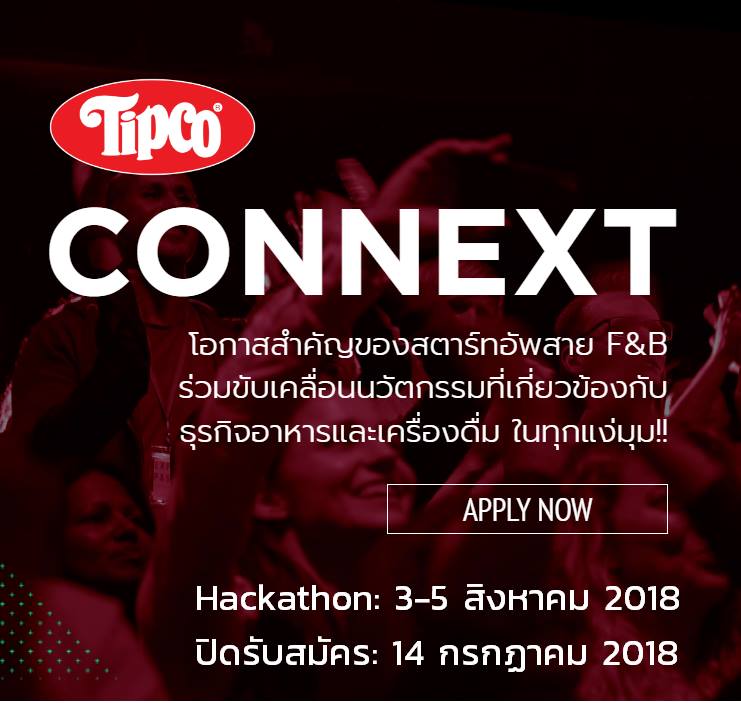 Tipco®
CONNEXT
โอกาสสำคัญของสตาร์ทอัพสาย F&B
ร่วมขับเคลื่อนนวัตกรรมที่เกี่ยวข้องกับ
ธุรกิจอาหารและเครื่องดื่ม ในทุกแง่มุม!!
APPLY NOW
Hackathon: 3-5 สิงหาคม 2018
ปิดรับสมัคร: 14 กรกฏาคม 2018